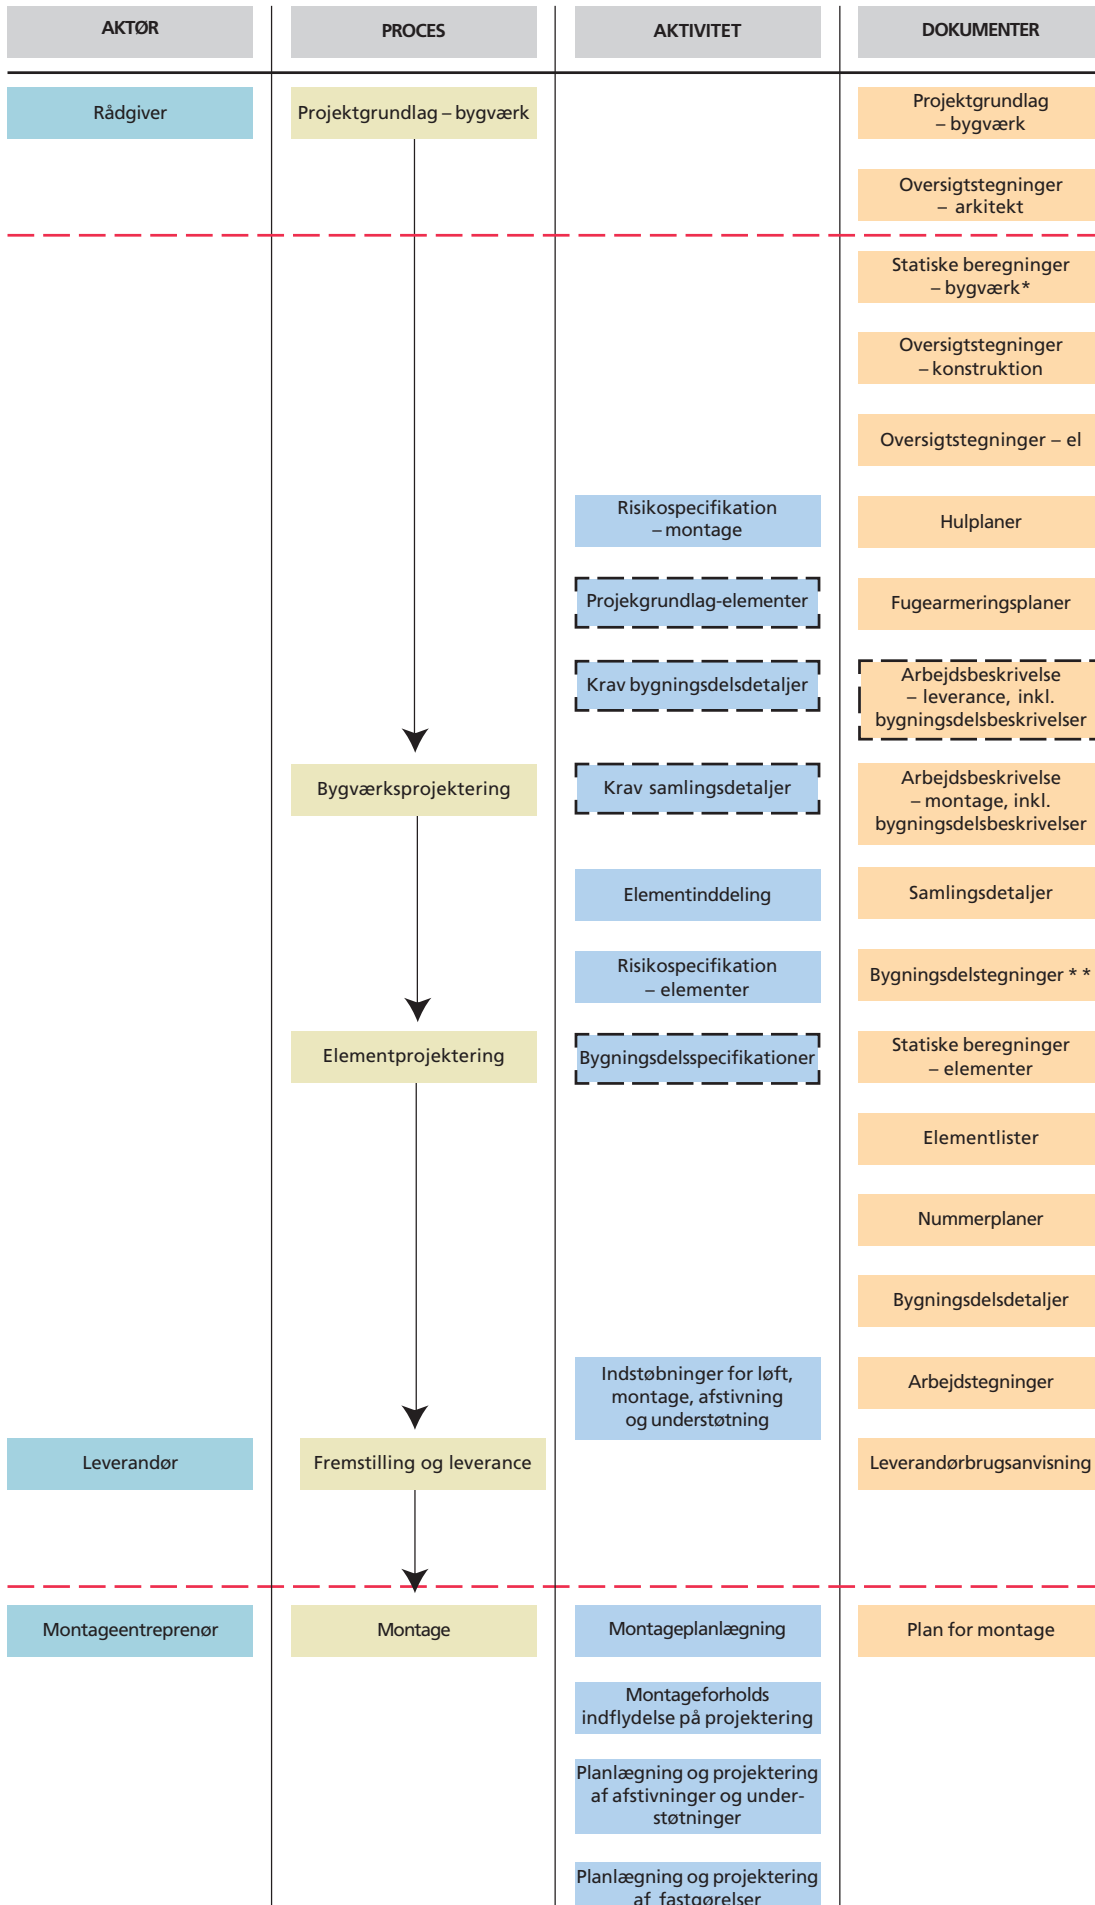 AKTØR
PROCES
AKTIVITET
DOKUMENTER
Rådgiver
Projektgrundlag – bygværk
Projektgrundlag
– bygværk
Oversigtstegninger
– arkitekt
Statiske beregninger
– bygværk*
Oversigtstegninger
– konstruktion
Oversigtstegninger – el
Risikospecifikation
– montage
Hulplaner
Projekgrundlag-elementer
Fugearmeringsplaner
Krav bygningsdelsdetaljer
Arbejdsbeskrivelse
– leverance, inkl.
bygningsdelsbeskrivelser
Bygværksprojektering
Krav samlingsdetaljer
Arbejdsbeskrivelse
– montage, inkl.
bygningsdelsbeskrivelser
Elementinddeling
Samlingsdetaljer
Risikospecifikation
– elementer
Bygningsdelstegninger * *
Elementprojektering
Bygningsdelsspecifikationer
Statiske beregninger
– elementer
Elementlister
Nummerplaner
Bygningsdelsdetaljer
Indstøbninger for løft,
montage, afstivning
og understøtning
Arbejdstegninger
Leverandør
Fremstilling og leverance
Leverandørbrugsanvisning
Montageentreprenør
Montage
Montageplanlægning
Plan for montage
Montageforholds
indflydelse på projektering
Planlægning og projektering
af afstivninger og under-
støtninger
Planlægning og projektering
af fastgørelser